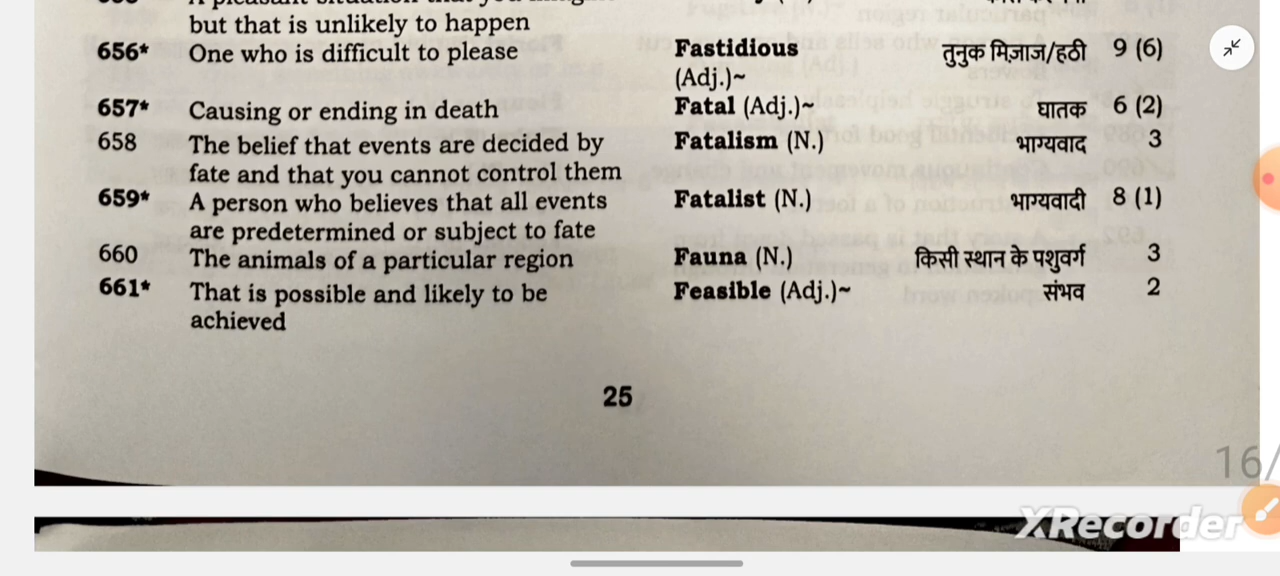 but that is unlikely to happen
656* One who is difficult to please Fastidious तुनुक मिज़ाज/हठी 9 (6)
(Adj.)~
657* Causing or ending in death Fatal (Adj.)~ घातक 6 (2)
658 The belief that events are decided by Fatalism (N.) भाग्यवाद 3
fate and that you cannot control them
659* A person who believes that all events Fatalist (N.) भाग्यवादी 8 (1)
are predetermined or subject to fate
660 The animals of a particular region Fauna (N.) किसी स्थान के पशुवर्ग 3
661* That is possible and likely to be Feasible (Adj.)~ संभव 2
achieved
25
16/
XRecorder